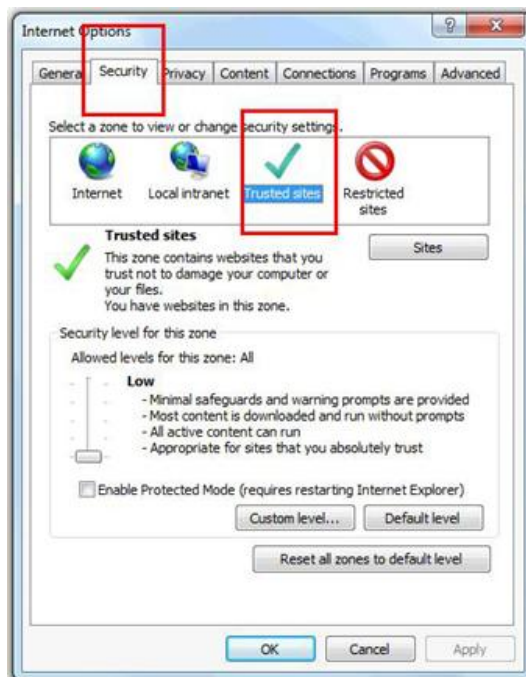 Internet Options
General Security Privacy Content Connections Programs Advanced
Select a zone to view or change security settings.
Internet Local intranet Trusted sites Restricted sites
Trusted sites
This zone contains websites that you
trust not to damage your computer or
your files.
You have websites in this zone.
Sites
Security level for this zone
Allowed levels for this zone: All
Low
- Minimal safeguards and warning prompts are provided
- Most content is downloaded and run without prompts
- All active content can run
- Appropriate for sites that you absolutely trust
Enable Protected Mode (requires restarting Internet Explorer)
Custom level... Default level
Reset all zones to default level
OK Cancel Apply